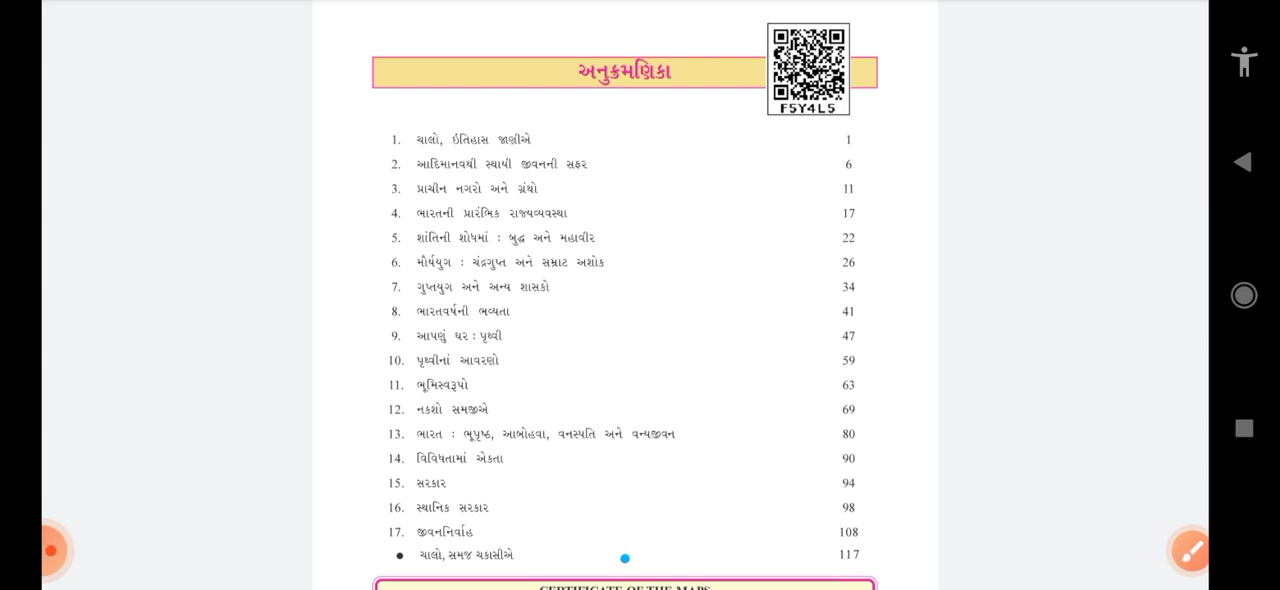 અનુક્રમણિકા
F5Y4L5
1. ચાલો, ઇતિહાસ જાણીએ 1
2. આદિમાનવથી સ્થાયી જીવનની સફર 6
3. પ્રાચીન નગરો અને ગ્રંથો 11
4. ભારતની પ્રારંભિક રાજ્યવ્યવસ્થા 17
5. શાંતિની શોધમાં : બુદ્ધ અને મહાવીર 22
6. મૌર્યયુગ : ચંદ્રગુપ્ત અને સમ્રાટ અશોક 26
7. ગુપ્તયુગ અને અન્ય શાસકો 34
8. ભારતવર્ષની ભવ્યતા 41
9. આપણું ઘર : પૃથ્વી 47
10. પૃથ્વીનાં આવરણો 59
11. ભૂમિસ્વરૂપો 63
12. નકશો સમજીએ 69
13. ભારત : ભૂપૃષ્ઠ, આબોહવા, વનસ્પતિ અને વન્યજીવન 80
14. વિવિધતામાં એકતા 90
15. સરકાર 94
16. સ્થાનિક સરકાર 98
17. જીવનનિર્વાહ 108
● ચાલો, સમજ ચકાસીએ 117
CERTIFICATE OF THE MAPS